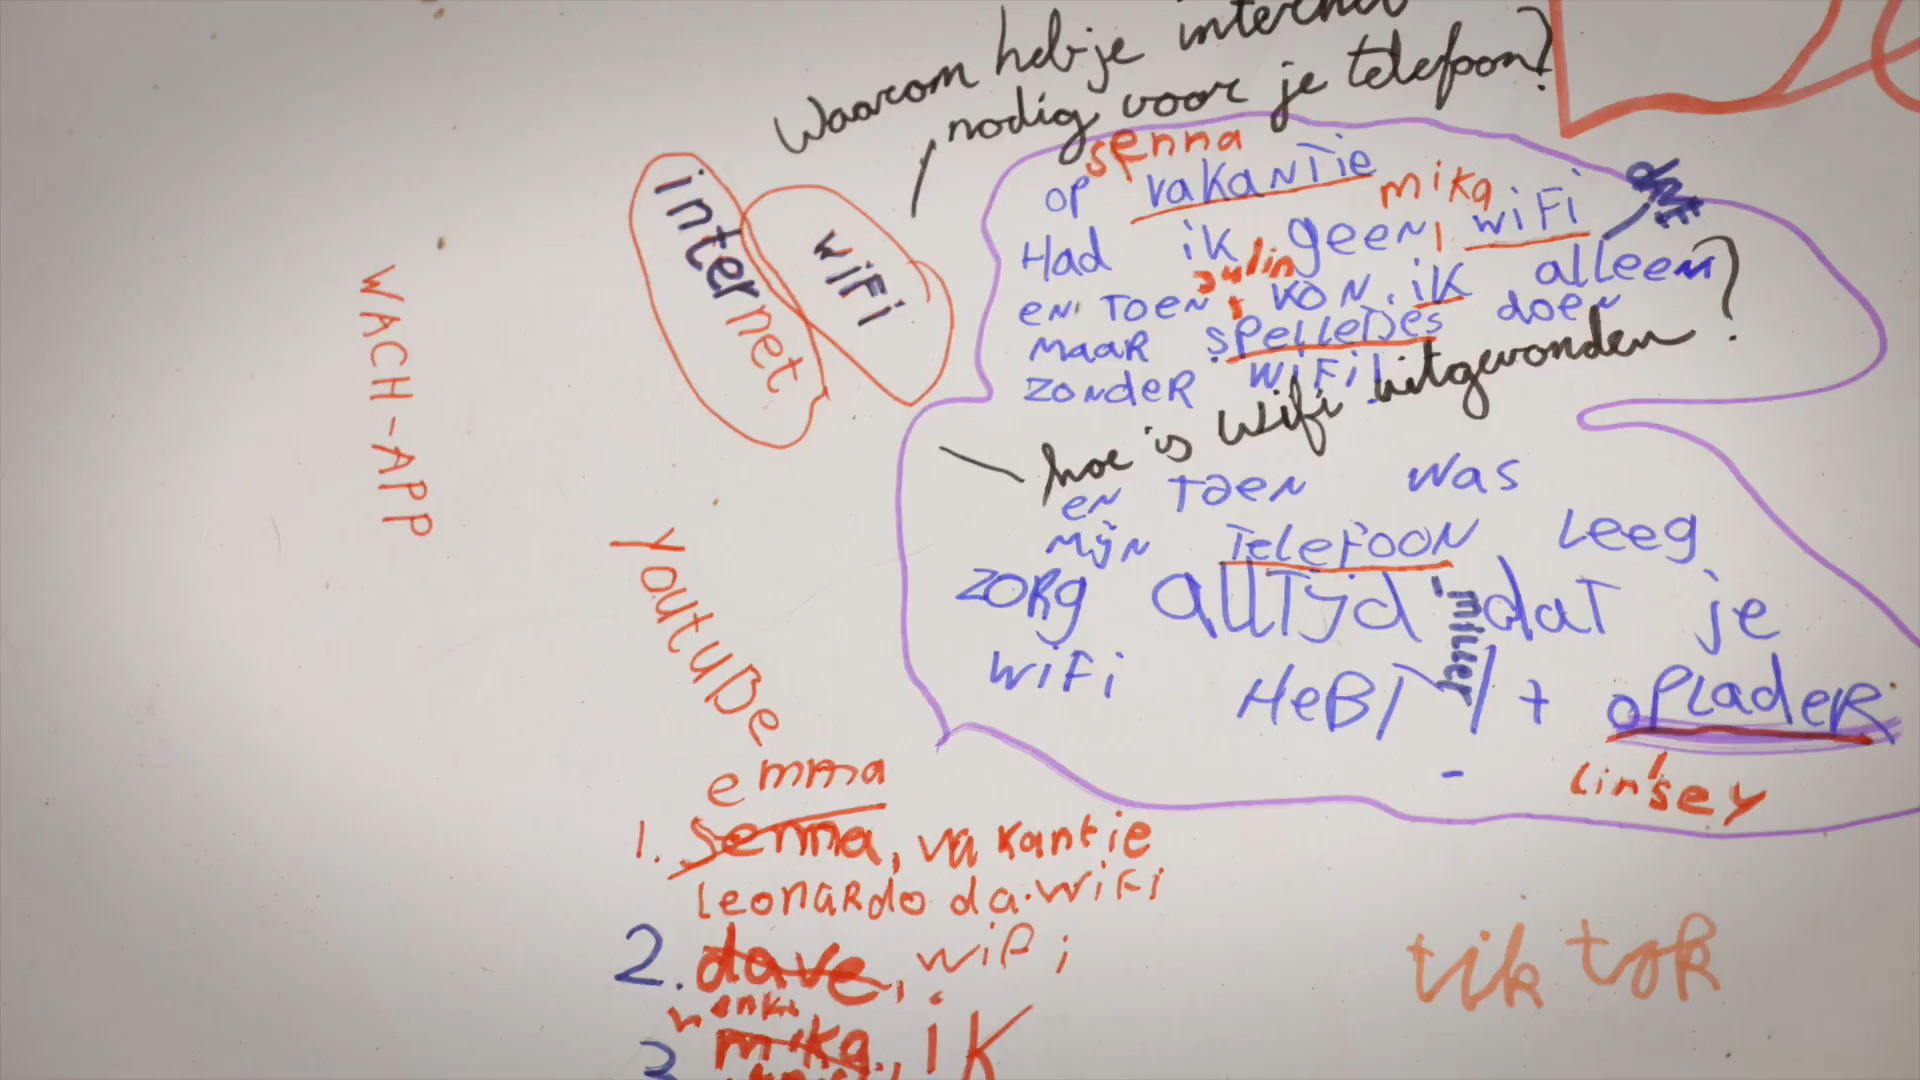 Waarom heb je internet
nodig voor je telefoon?
internet
wifi
senna
op vakantie
mika
dave
Had ik geen wifi
en toen kon ik alleen
maar spelletjes doen
zonder wifi!
hoe is Wifi uitgevonden?
en toen was
mijn telefoon leeg
zorg alltijd dat je
miller
wifi HeBt + oplader
linsey
WACH-APP
YoutuBe
emma
1. Senna, vakantie
Leonardo da.wifi
2. dave, wifi
3. mika, ik
tik tok